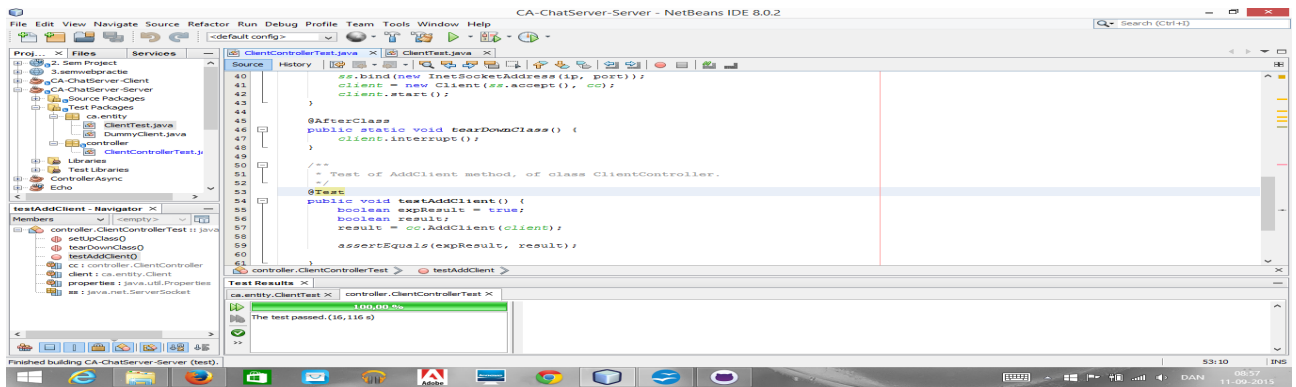 CA-ChatServer-Server - NetBeans IDE 8.0.2
File Edit View Navigate Source Refactor Run Debug Profile Team Tools Window Help
Search (Ctrl+I)
<default config>
Proj... Files Services
ClientControllerTest.java ClientTest.java
Source History
2. Sem Project
3.semwebpractie
CA-ChatServer-Client
CA-ChatServer-Server
Source Packages
Test Packages
ca.entity
ClientTest.java
DummyClient.java
controller
ClientControllerTest.j
Libraries
Test Libraries
ControllerAsync
Echo
40 ss.bind(new InetSocketAddress(ip, port));
41 client = new Client(ss.accept(), cc);
42 client.start();
43 }
44
45 @AfterClass
46 public static void tearDownClass() {
47 client.interrupt();
48 }
49
50 /**
51 * Test of AddClient method, of class ClientController.
52 */
53 @Test
54 public void testAddClient() {
55 boolean expResult = true;
56 boolean result;
57 result = cc.AddClient(client);
58
59 assertEquals(expResult, result);
60
61 }
testAddClient - Navigator
Members <empty>
controller.ClientControllerTest :: java
setUpClass()
tearDownClass()
testAddClient()
cc : controller.ClientController
client : ca.entity.Client
properties : java.util.Properties
ss : java.net.ServerSocket
controller.ClientControllerTest testAddClient
Test Results
ca.entity.ClientTest controller.ClientControllerTest
100,00 %
The test passed.(16,116 s)
Finished building CA-ChatServer-Server (test).
53:10 INS
Adobe
DAN
08:57
11-09-2015